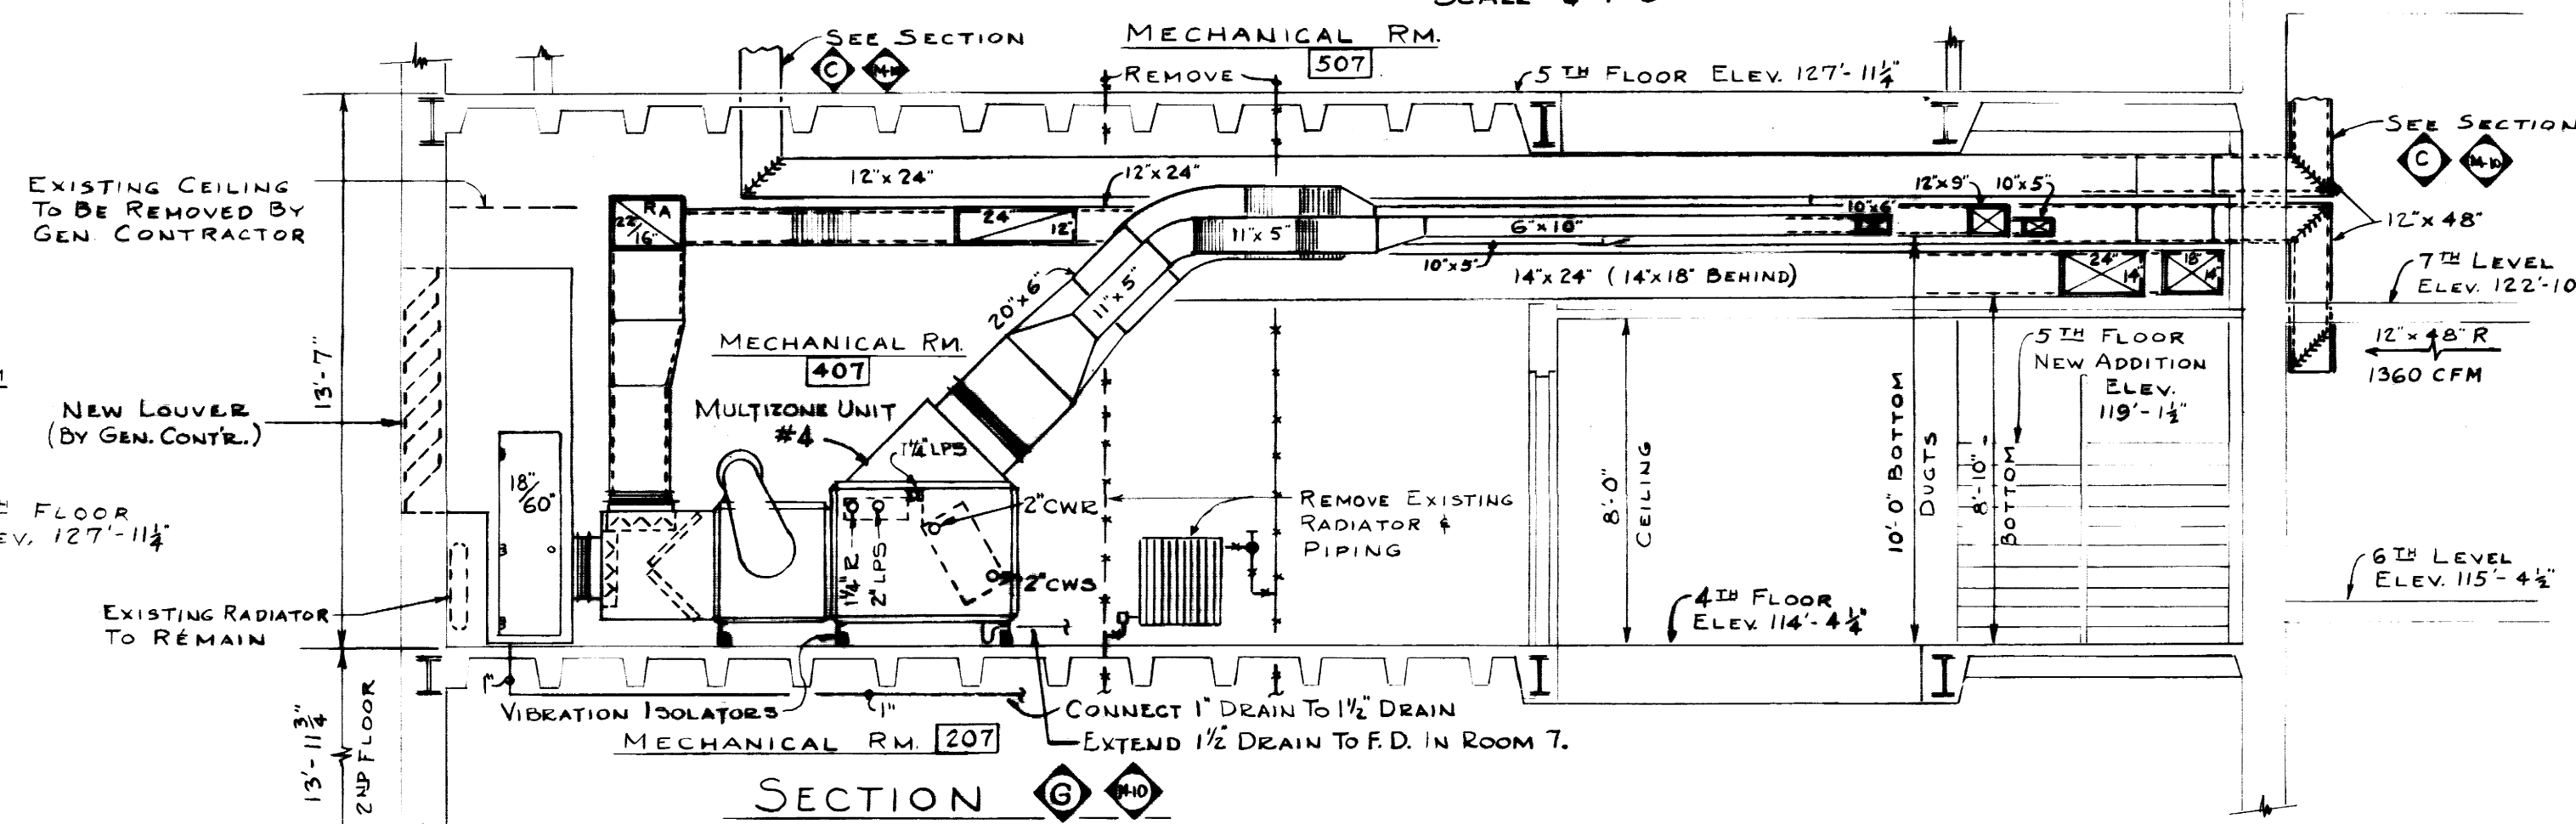 SEE SECTION
C M-10
MECHANICAL RM.
507
REMOVE
5TH FLOOR ELEV. 127'-11¼"
SEE SECTION
C M-10
EXISTING CEILING
TO BE REMOVED BY
GEN. CONTRACTOR
12"x 24"
12"x 24"
RA
22"/16"
24"
12"
11"x 5"
6"x 10"
10"x6"
12"x9"
10"x5"
12"x 48"
10"x5"
14"x 24" (14"x18" BEHIND)
24"
14"
18"
14"
7TH LEVEL
ELEV. 122'-10
20"x 6"
11"x 5"
12"x 48" R
1360 CFM
13'-7"
MECHANICAL RM.
407
5TH FLOOR
NEW ADDITION
ELEV.
119'-1½"
NEW LOUVER
(BY GEN. CONT'R.)
MULTIZONE UNIT
#4
1¼" LPS
18"/60"
2" CWR
2" CWS
1¼" R
2" LPS
REMOVE EXISTING
RADIATOR &
PIPING
8'-0"
CEILING
10'-0" BOTTOM
DUCTS
8'-10"
BOTTOM
FLOOR
EV. 127'-11¼"
6TH LEVEL
ELEV. 115'-4½"
EXISTING RADIATOR
TO REMAIN
4TH FLOOR
ELEV. 114'-4¼"
1"
1"
VIBRATION ISOLATORS
CONNECT 1" DRAIN TO 1½" DRAIN
MECHANICAL RM. 207
EXTEND 1½" DRAIN TO F.D. IN ROOM 7.
13'-11¾"
2ND FLOOR
SECTION G M-10